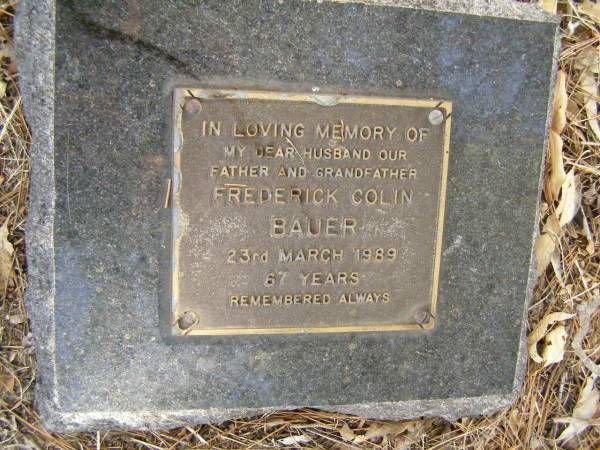 IN LOVING MEMORY OF
MY DEAR HUSBAND OUR
FATHER AND GRANDFATHER
FREDERICK COLIN
BAUER
23rd MARCH 1989
67 YEARS
REMEMBERED ALWAYS